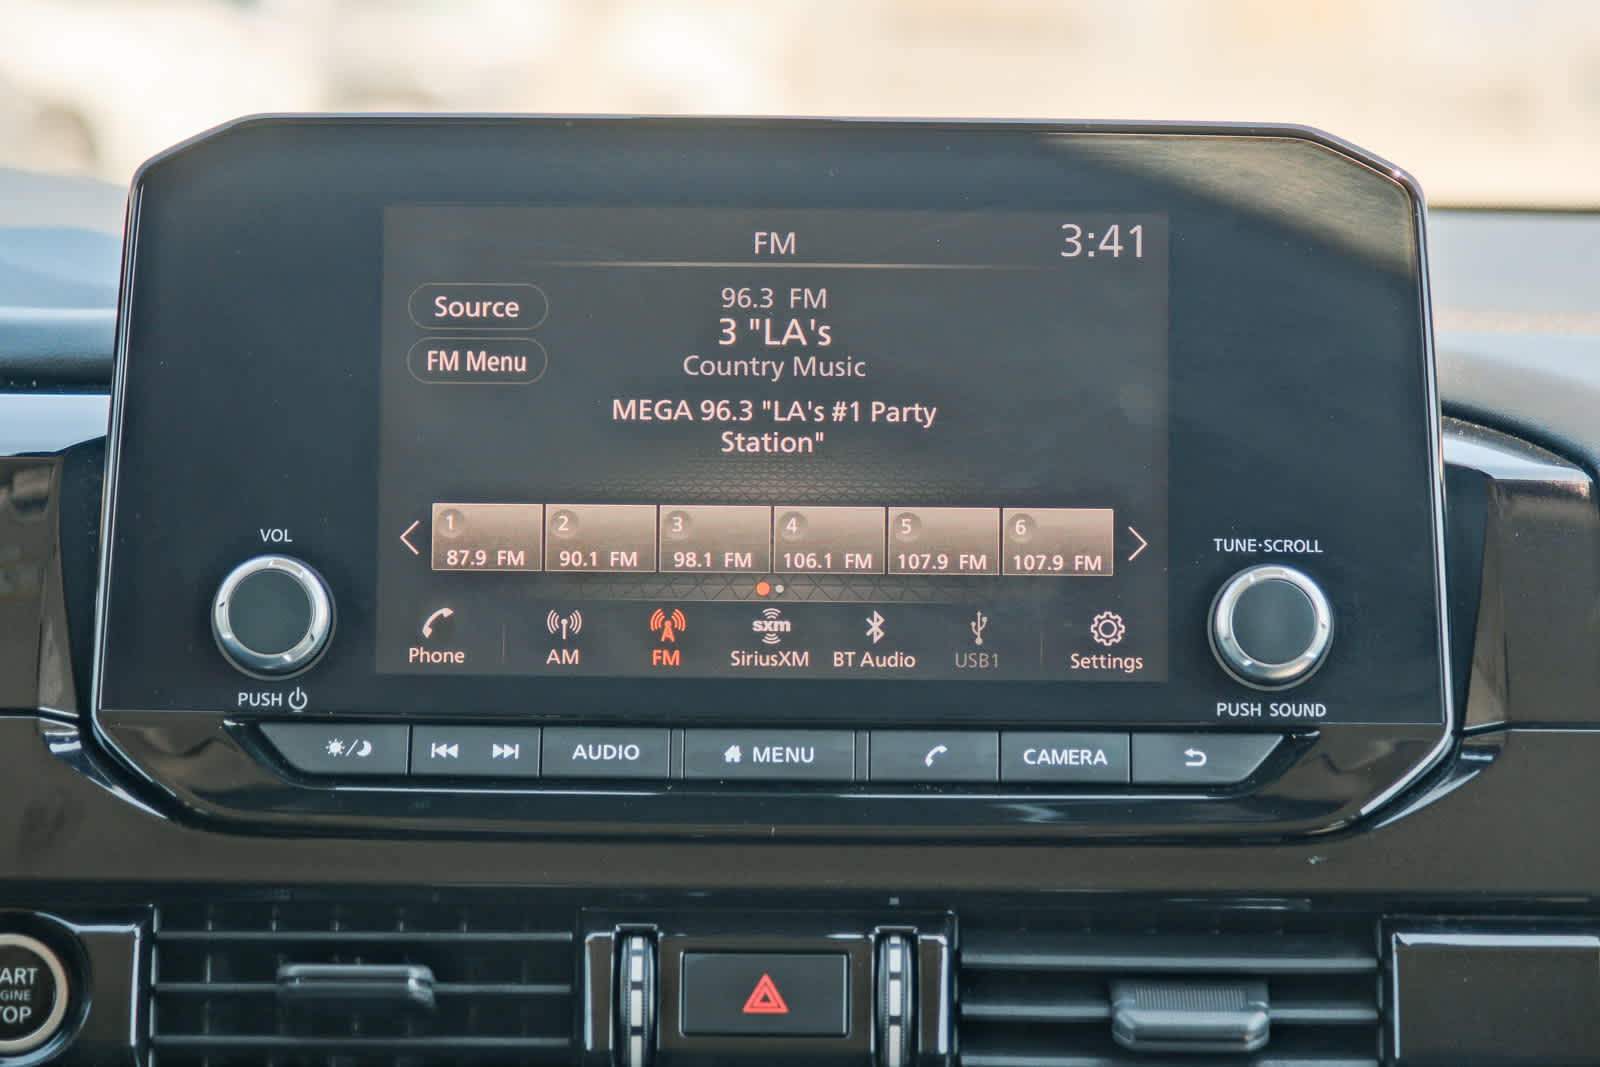 FM
3:41
Source
FM Menu
96.3 FM
3 "LA's
Country Music
MEGA 96.3 "LA's #1 Party
Station"
1
87.9 FM
2
90.1 FM
3
98.1 FM
4
106.1 FM
5
107.9 FM
6
107.9 FM
Phone
AM
FM
sxm
SiriusXM
BT Audio
USB1
Settings
VOL
PUSH
TUNE·SCROLL
PUSH SOUND
AUDIO
MENU
CAMERA
ART
GINE
OP